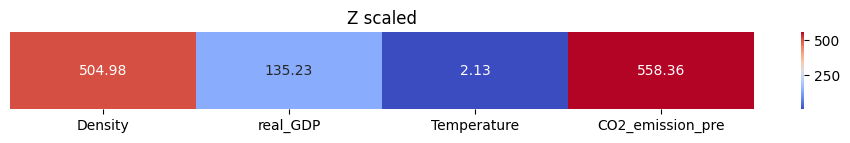 Z scaled
504.98 135.23 2.13 558.36
500
250
Density real_GDP Temperature CO2_emission_pre